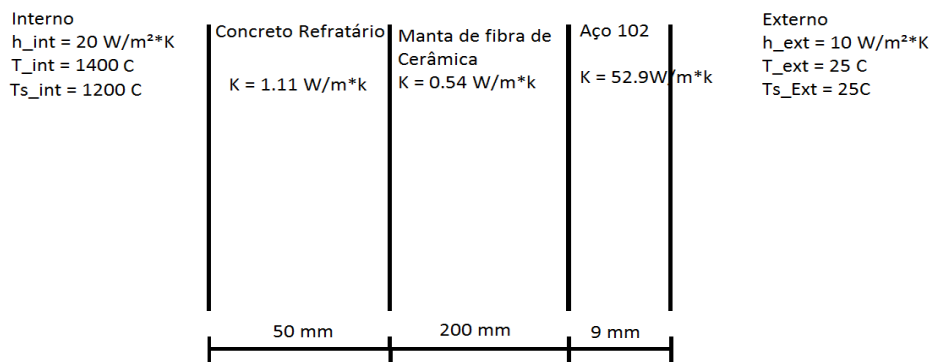 Interno
h_int = 20 W/m²*K
T_int = 1400 C
Ts_int = 1200 C
Concreto Refratário
K = 1.11 W/m*k
Manta de fibra de
Cerâmica
K = 0.54 W/m*k
Aço 102
K = 52.9W/m*k
Externo
h_ext = 10 W/m²*K
T_ext = 25 C
Ts_Ext = 25C
50 mm
200 mm
9 mm